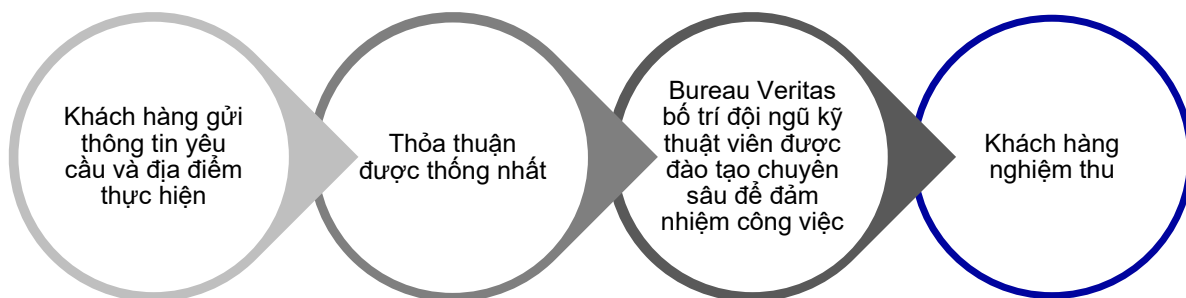 Khách hàng gửi
thông tin yêu
cầu và địa điểm
thực hiện
Thỏa thuận
được thống nhất
Bureau Veritas
bố trí đội ngũ kỹ
thuật viên được
đào tạo chuyên
sâu để đảm
nhiệm công việc
Khách hàng
nghiệm thu